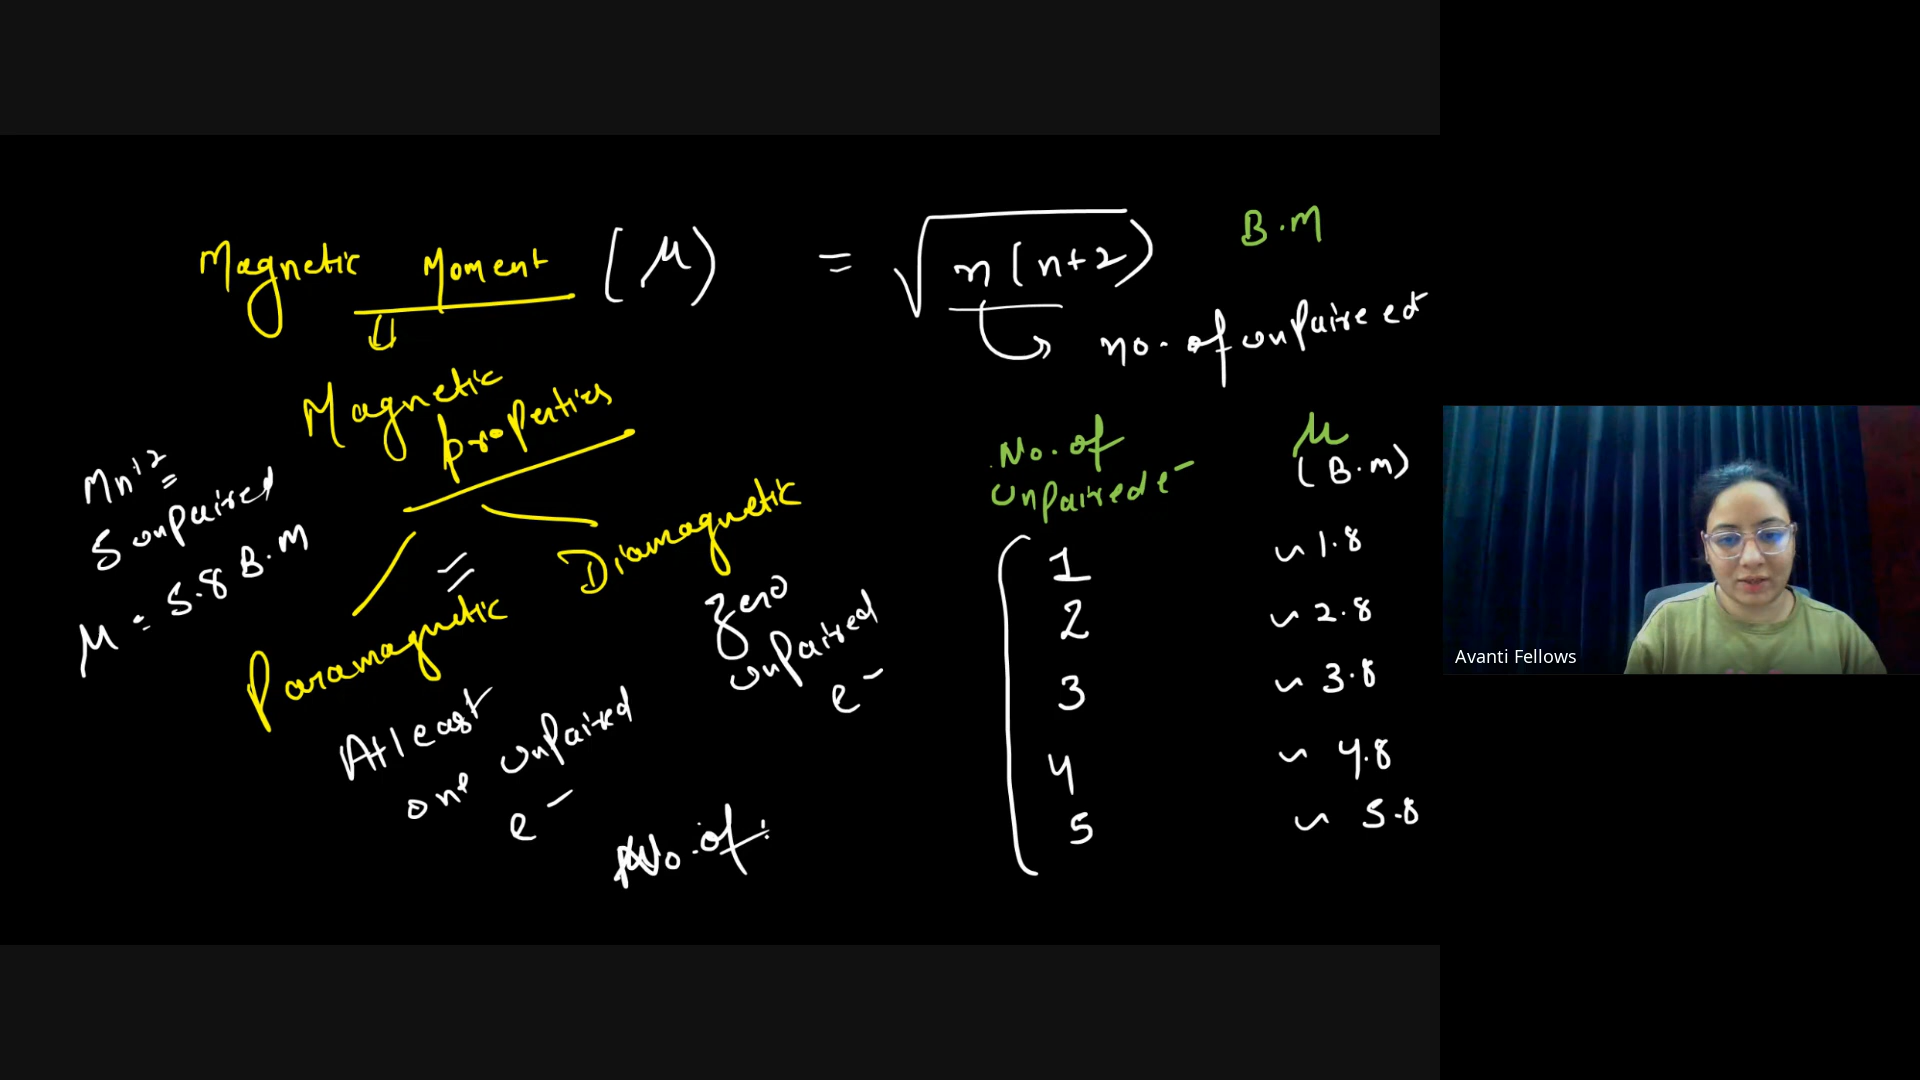 Magnetic Moment (μ) = √n(n+2) B.M
no. of unpaire e⁻
Magnetic
properties
Mn⁺²=
5 unpaired
μ = 5.8 B.M
Paramagnetic
Atleast
one unpaired
e⁻
Diamagnetic
zero
unpaired
e⁻
No. of
No. of
Unpaired e⁻
μ
(B.m)
1 ~ 1.8
2 ~ 2.8
3 ~ 3.8
4 ~ 4.8
5 ~ 5.8
Avanti Fellows